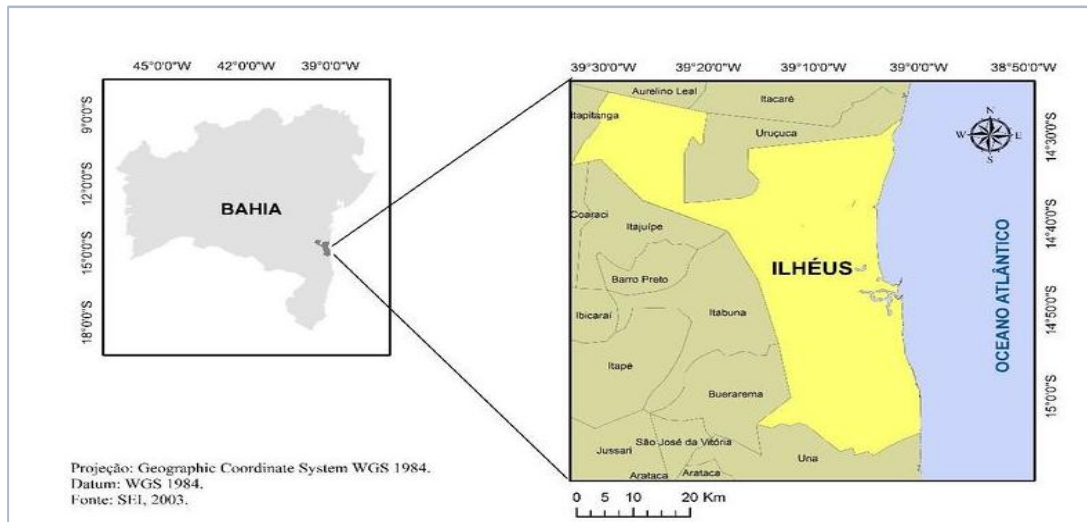 45°0'0"W 42°0'0"W 39°0'0"W
9°0'0"S
12°0'0"S
15°0'0"S
18°0'0"S
BAHIA
39°30'0"W 39°20'0"W 39°10'0"W 39°0'0"W 38°50'0"W
Aurelino Leal
Itacaré
Itapitanga
Uruçuca
N
W E
S
14°30'0"S
Coaraci
Itajuípe
14°40'0"S
ILHÉUS
Barro Preto
OCEANO ATLÂNTICO
Ibicaraí
Itabuna
14°50'0"S
Itapé
Buerarema
15°0'0"S
São José da Vitória
Jussari
Una
Arataca
Arataca
Projeção: Geographic Coordinate System WGS 1984.
Datum: WGS 1984.
Fonte: SEI, 2003.
0 5 10 20 Km